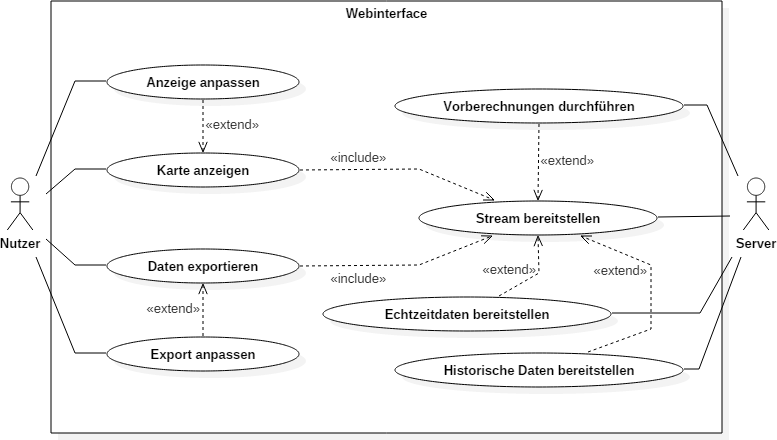 Webinterface
Anzeige anpassen
Vorberechnungen durchführen
«extend»
«include»
«extend»
Karte anzeigen
Stream bereitstellen
Nutzer
Server
Daten exportieren
«include»
«extend»
«extend»
«extend»
Echtzeitdaten bereitstellen
Export anpassen
Historische Daten bereitstellen